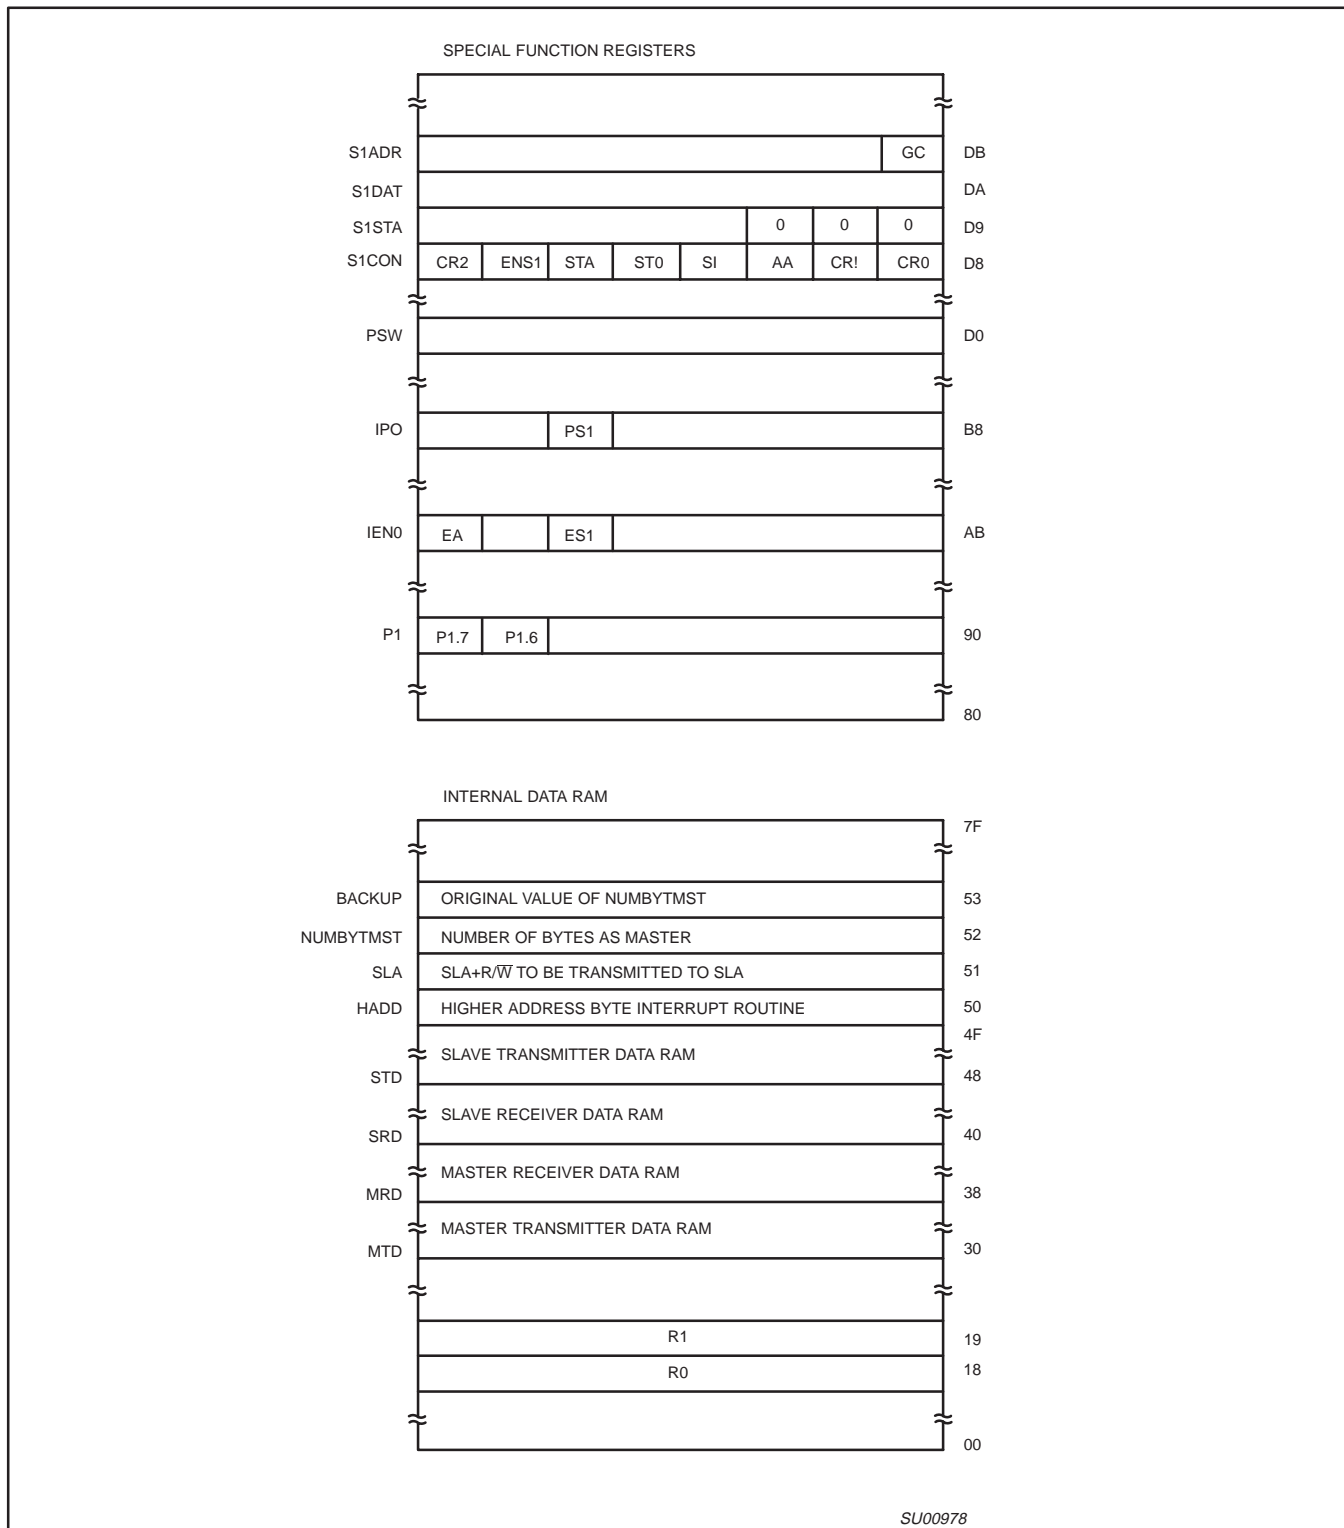 SPECIAL FUNCTION REGISTERS
S1ADR GC DB
S1DAT DA
S1STA 0 0 0 D9
S1CON CR2 ENS1 STA ST0 SI AA CR! CR0 D8
PSW D0
IPO PS1 B8
IEN0 EA ES1 AB
P1 P1.7 P1.6 90
80
INTERNAL DATA RAM
7F
BACKUP ORIGINAL VALUE OF NUMBYTMST 53
NUMBYTMST NUMBER OF BYTES AS MASTER 52
SLA SLA+R/W̅ TO BE TRANSMITTED TO SLA 51
HADD HIGHER ADDRESS BYTE INTERRUPT ROUTINE 50
4F
SLAVE TRANSMITTER DATA RAM
STD 48
SLAVE RECEIVER DATA RAM
SRD 40
MASTER RECEIVER DATA RAM
MRD 38
MASTER TRANSMITTER DATA RAM
MTD 30
R1 19
R0 18
00
SU00978